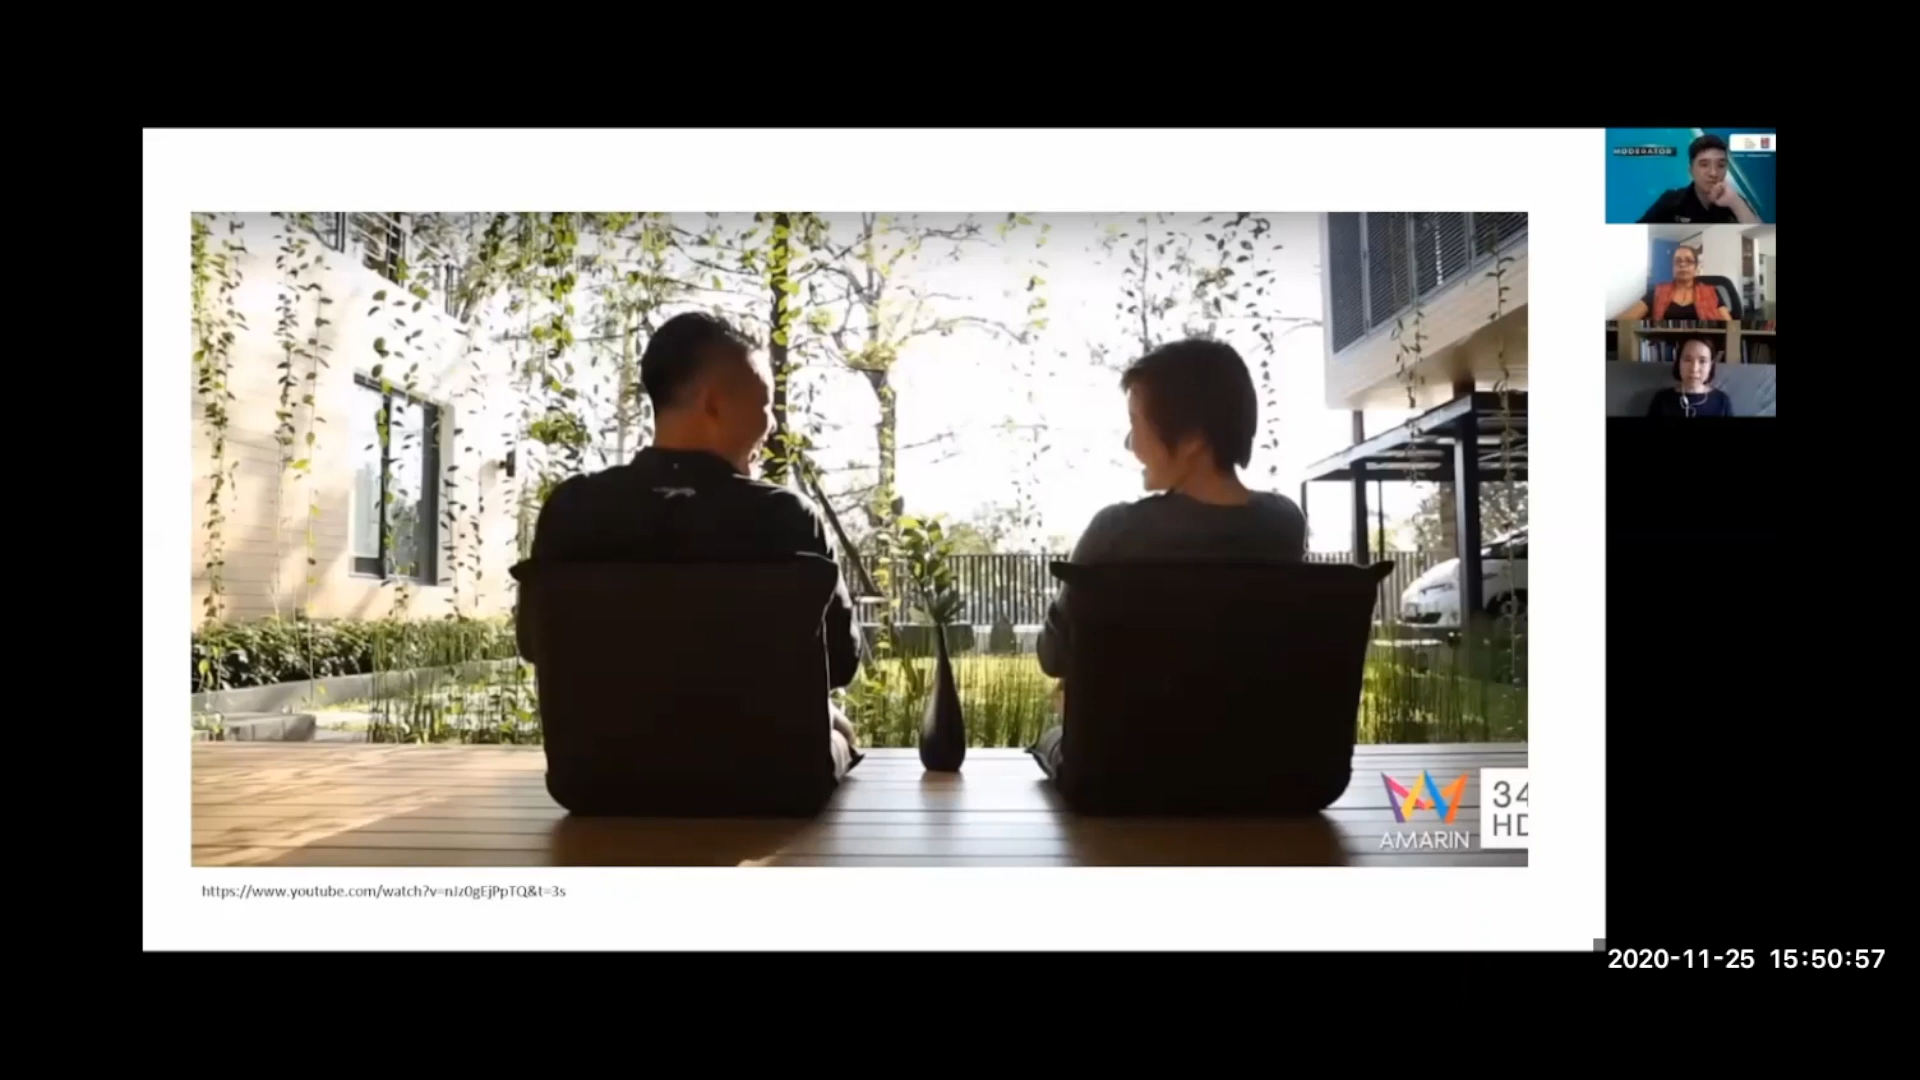 MODERATOR
AMARIN
34
HD
https://www.youtube.com/watch?v=nJz0gEjPpTQ&t=3s
2020-11-25 15:50:57